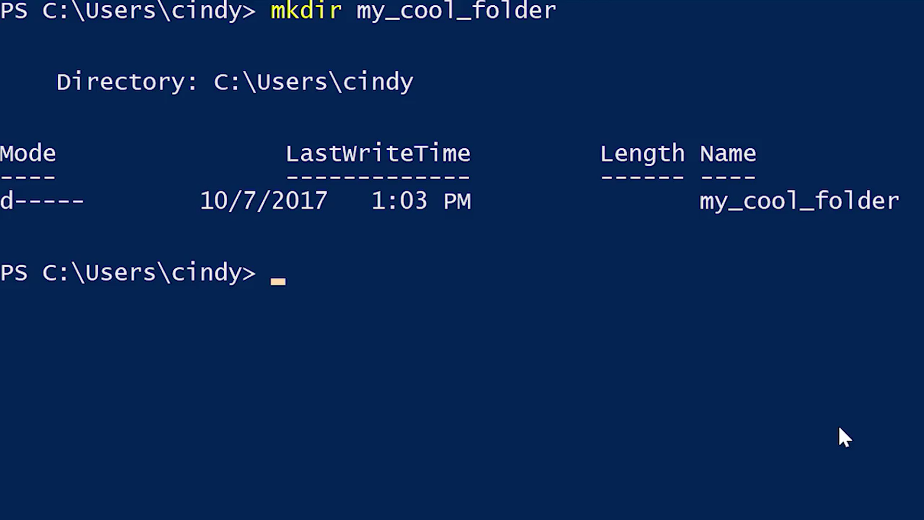 PS C:\Users\cindy> mkdir my_cool_folder
Directory: C:\Users\cindy
Mode LastWriteTime Length Name
---- ------------- ------ ----
d----- 10/7/2017 1:03 PM my_cool_folder
PS C:\Users\cindy> _